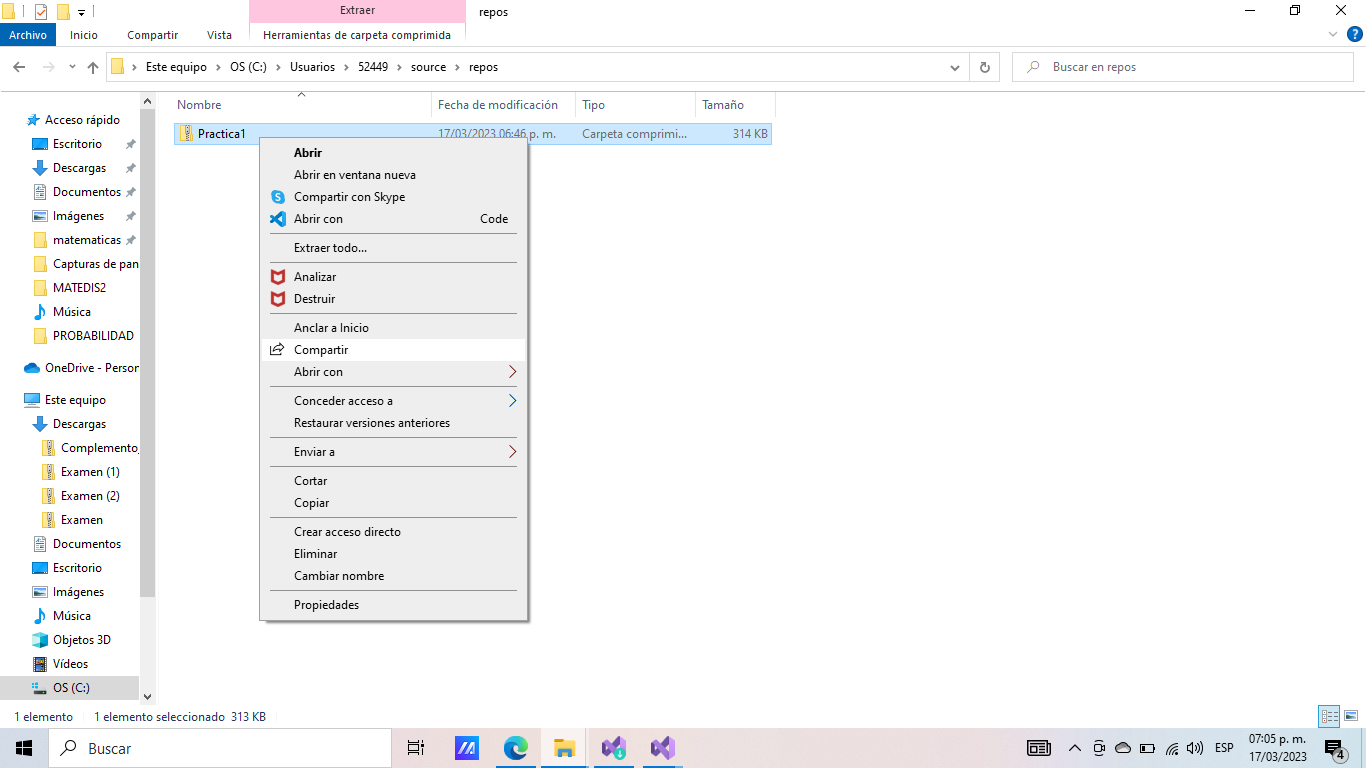 Extraer
repos
Archivo
Inicio
Compartir
Vista
Herramientas de carpeta comprimida
Este equipo > OS (C:) > Usuarios > 52449 > source > repos
Buscar en repos
Nombre
Fecha de modificación
Tipo
Tamaño
Practica1
17/03/2023 06:46 p. m.
Carpeta comprimi...
314 KB
Acceso rápido
Escritorio
Descargas
Documentos
Imágenes
matematicas
Capturas de pan
MATEDIS2
Música
PROBABILIDAD
OneDrive - Person
Este equipo
Descargas
Complemento_
Examen (1)
Examen (2)
Examen
Documentos
Escritorio
Imágenes
Música
Objetos 3D
Vídeos
OS (C:)
Abrir
Abrir en ventana nueva
Compartir con Skype
Abrir con Code
Extraer todo...
Analizar
Destruir
Anclar a Inicio
Compartir
Abrir con
Conceder acceso a
Restaurar versiones anteriores
Enviar a
Cortar
Copiar
Crear acceso directo
Eliminar
Cambiar nombre
Propiedades
1 elemento
1 elemento seleccionado 313 KB
Buscar
ESP
07:05 p. m.
17/03/2023
4